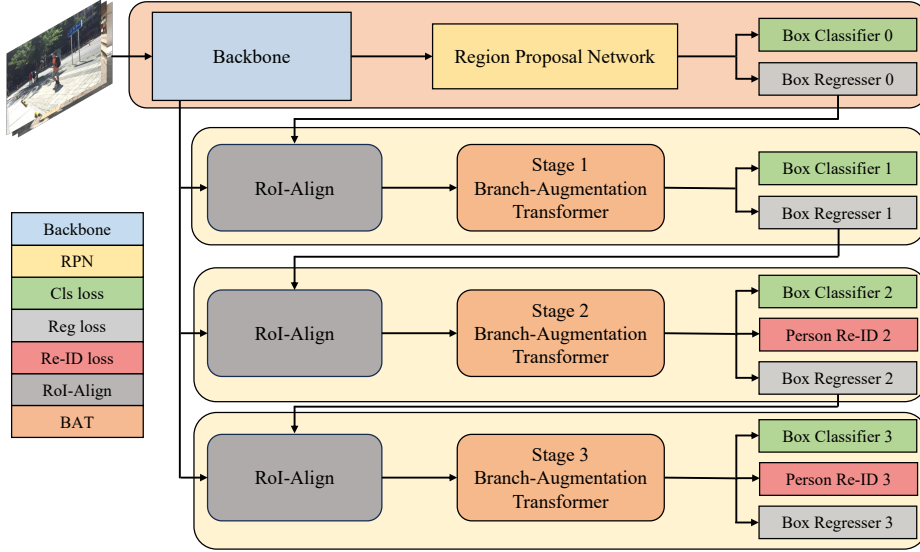 Backbone
Region Proposal Network
Box Classifier 0
Box Regresser 0
RoI-Align
Stage 1
Branch-Augmentation
Transformer
Box Classifier 1
Box Regresser 1
Backbone
RPN
Cls loss
Reg loss
Re-ID loss
RoI-Align
BAT
RoI-Align
Stage 2
Branch-Augmentation
Transformer
Box Classifier 2
Person Re-ID 2
Box Regresser 2
RoI-Align
Stage 3
Branch-Augmentation
Transformer
Box Classifier 3
Person Re-ID 3
Box Regresser 3